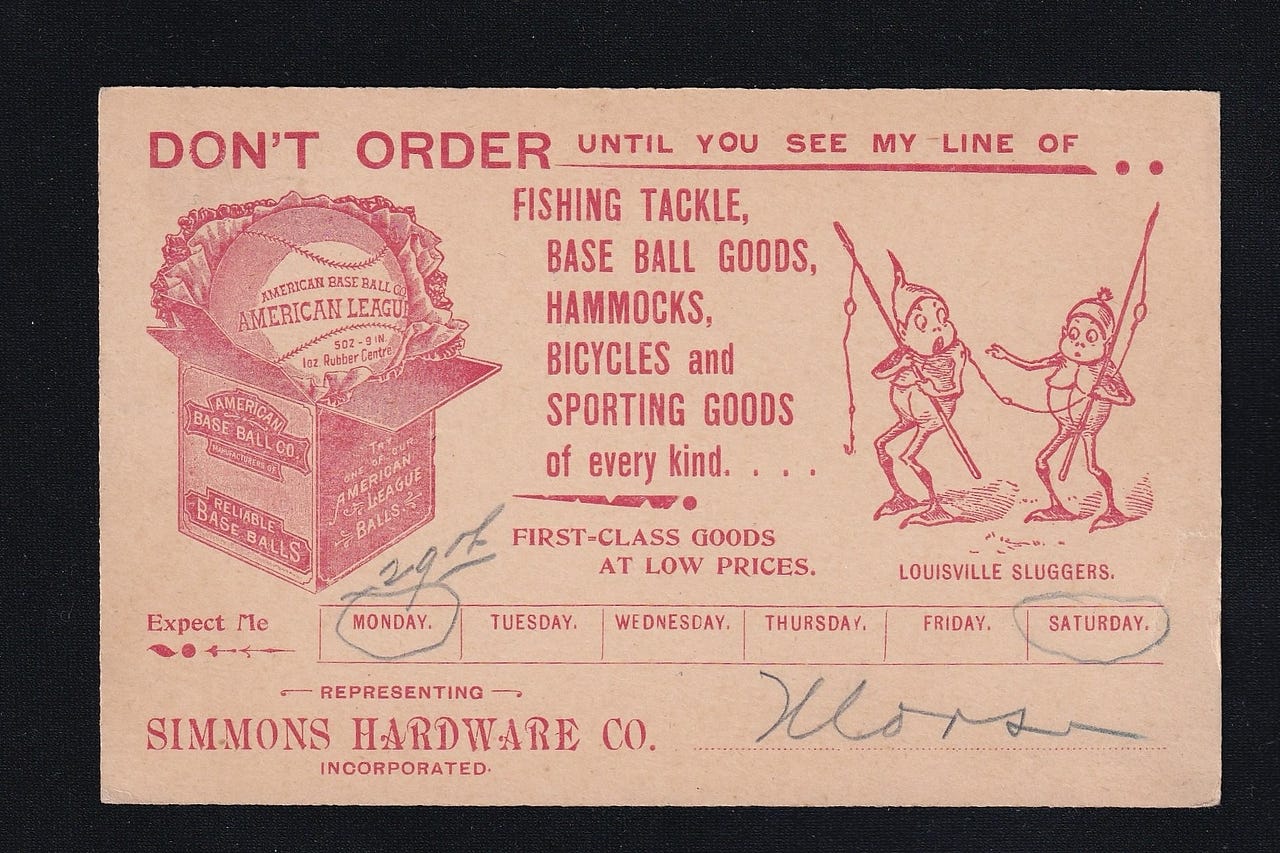 DON'T ORDER UNTIL YOU SEE MY LINE OF..
FISHING TACKLE,
BASE BALL GOODS,
HAMMOCKS,
BICYCLES and
SPORTING GOODS
of every kind. . . .
FIRST=CLASS GOODS
AT LOW PRICES.
AMERICAN BASE BALL CO
AMERICAN LEAGU
5OZ - 9 IN.
1oz. Rubber Centre
AMERICAN
BASE BALL CO.
MANUFACTURERS OF
RELIABLE
BASE BALLS
TRY
ONE OF OUR
AMERICAN
LEAGUE
BALLS
LOUISVILLE SLUGGERS.
29th
Expect Me MONDAY. TUESDAY. WEDNESDAY. THURSDAY. FRIDAY. SATURDAY.
REPRESENTING
SIMMONS HARDWARE CO.
INCORPORATED.